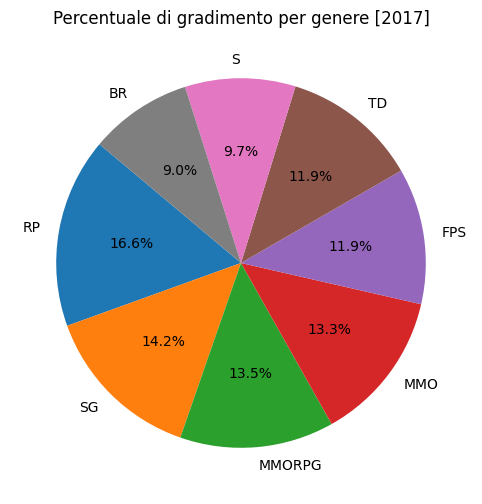 Percentuale di gradimento per genere [2017]
S
BR
TD
9.7%
9.0%
11.9%
RP
16.6%
11.9%
FPS
14.2%
13.3%
13.5%
SG
MMO
MMORPG